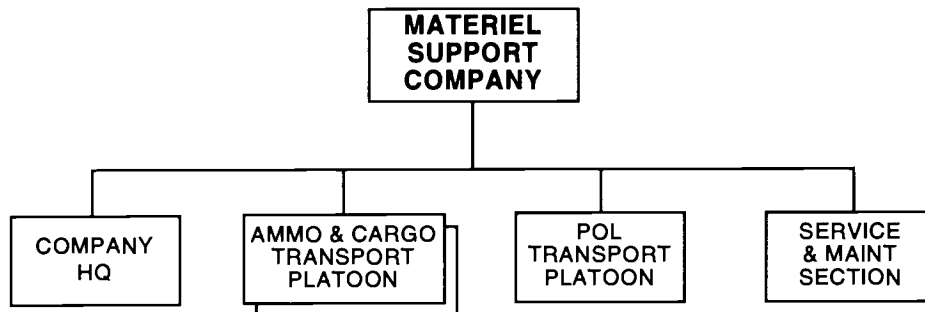 MATERIEL
SUPPORT
COMPANY
COMPANY
HQ
AMMO & CARGO
TRANSPORT
PLATOON
POL
TRANSPORT
PLATOON
SERVICE
& MAINT
SECTION